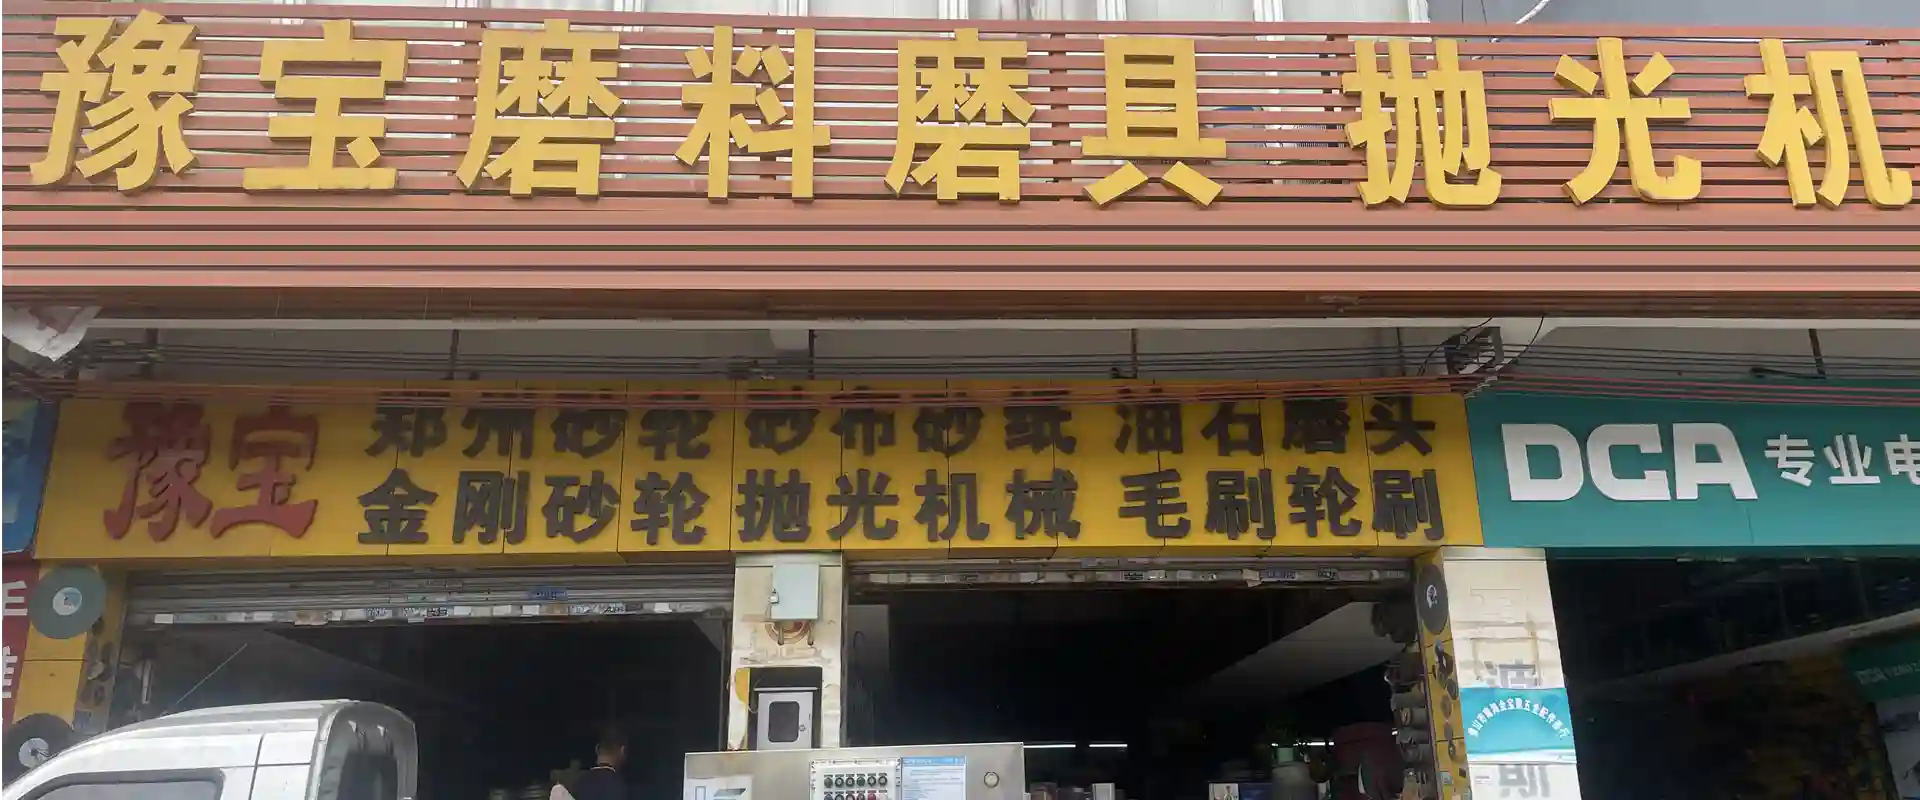 豫宝磨料磨具 抛光机
豫宝
郑州砂轮 砂布砂纸 油石磨头
金刚砂轮 抛光机械 毛刷轮刷
DCA 专业电
DCA